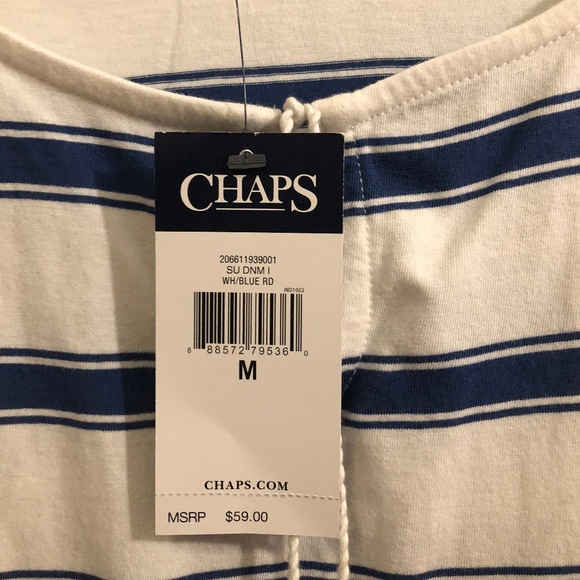 CHAPS
206611939001
SU DNM I
WH/BLUE RD
IND1003
8 88572 79536 0
M
CHAPS.COM
MSRP $59.00